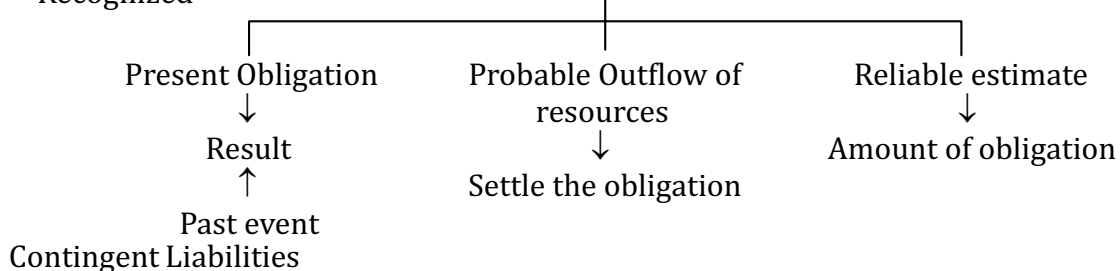 Recognized
Present Obligation
↓
Result
↑
Past event
Probable Outflow of
resources
↓
Settle the obligation
Reliable estimate
↓
Amount of obligation
Contingent Liabilities